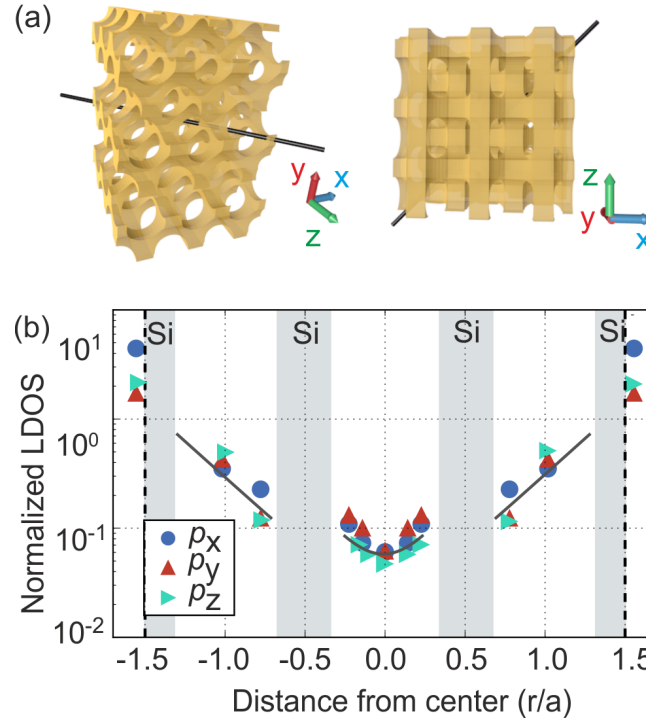 (a)
y x
z
z
y
x
(b)
Si Si Si Si
Normalized LDOS
10¹
10⁰
10⁻¹
10⁻²
pₓ
p_y
p_z
-1.5 -1.0 -0.5 0.0 0.5 1.0 1.5
Distance from center (r/a)